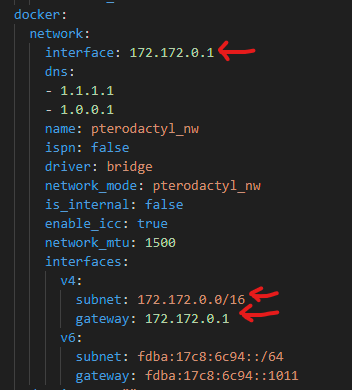 docker:
network:
interface: 172.172.0.1
dns:
- 1.1.1.1
- 1.0.0.1
name: pterodactyl_nw
ispn: false
driver: bridge
network_mode: pterodactyl_nw
is_internal: false
enable_icc: true
network_mtu: 1500
interfaces:
v4:
subnet: 172.172.0.0/16
gateway: 172.172.0.1
v6:
subnet: fdba:17c8:6c94::/64
gateway: fdba:17c8:6c94::1011